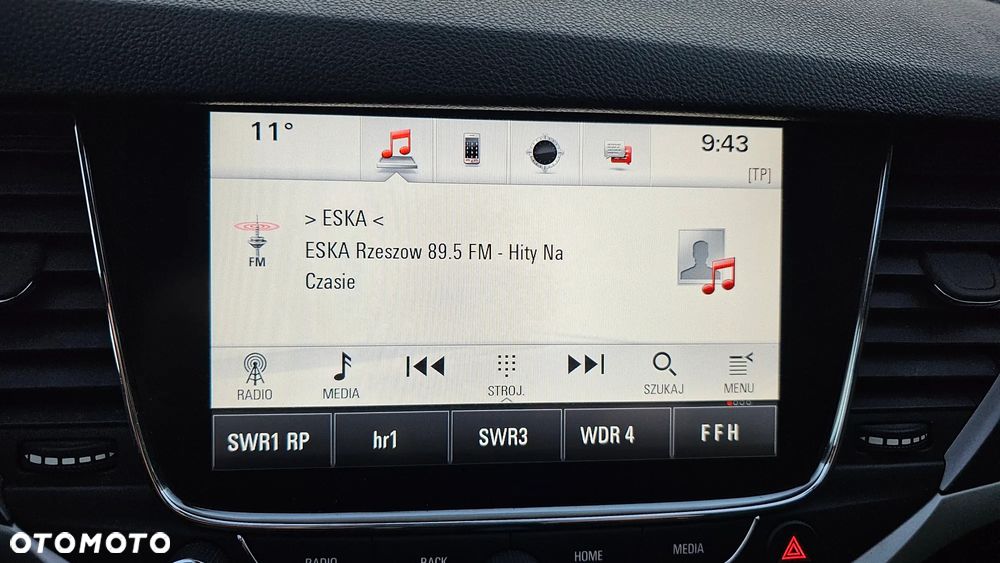 11°
9:43
[TP]
> ESKA <
ESKA Rzeszow 89.5 FM - Hity Na
Czasie
FM
RADIO
MEDIA
STROJ.
SZUKAJ
MENU
SWR1 RP
hr1
SWR3
WDR 4
FFH
RADIO
BACK
HOME
MEDIA
OTOMOTO